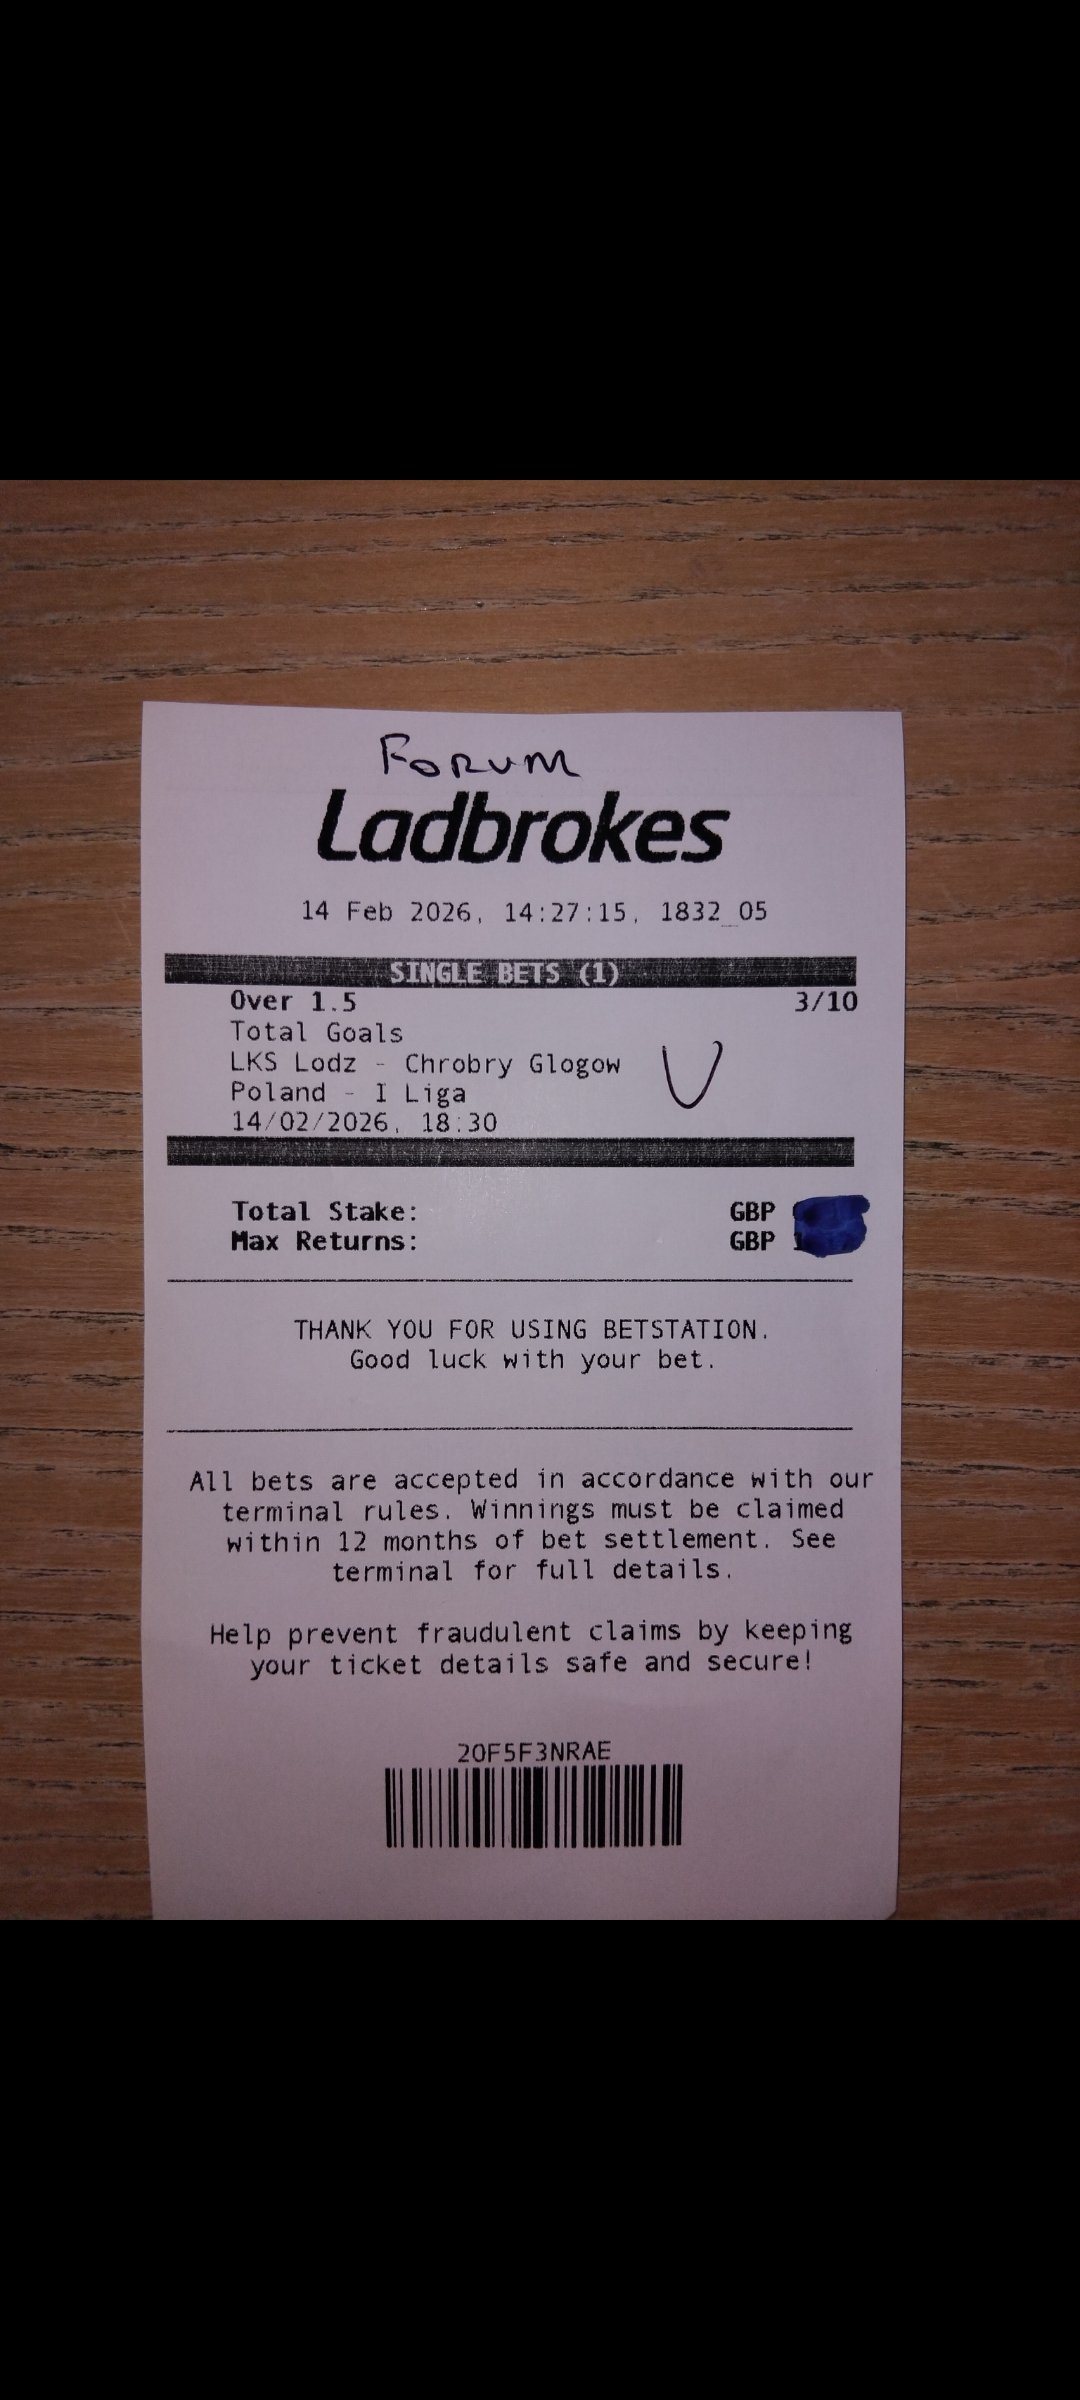 FORUM
Ladbrokes
14 Feb 2026, 14:27:15, 1832_05
SINGLE BETS (1)
Over 1.5 3/10
Total Goals
LKS Lodz - Chrobry Glogow
Poland - I Liga
14/02/2026, 18:30
Total Stake: GBP
Max Returns: GBP
THANK YOU FOR USING BETSTATION.
Good luck with your bet.
All bets are accepted in accordance with our
terminal rules. Winnings must be claimed
within 12 months of bet settlement. See
terminal for full details.
Help prevent fraudulent claims by keeping
your ticket details safe and secure!
20F5F3NRAE